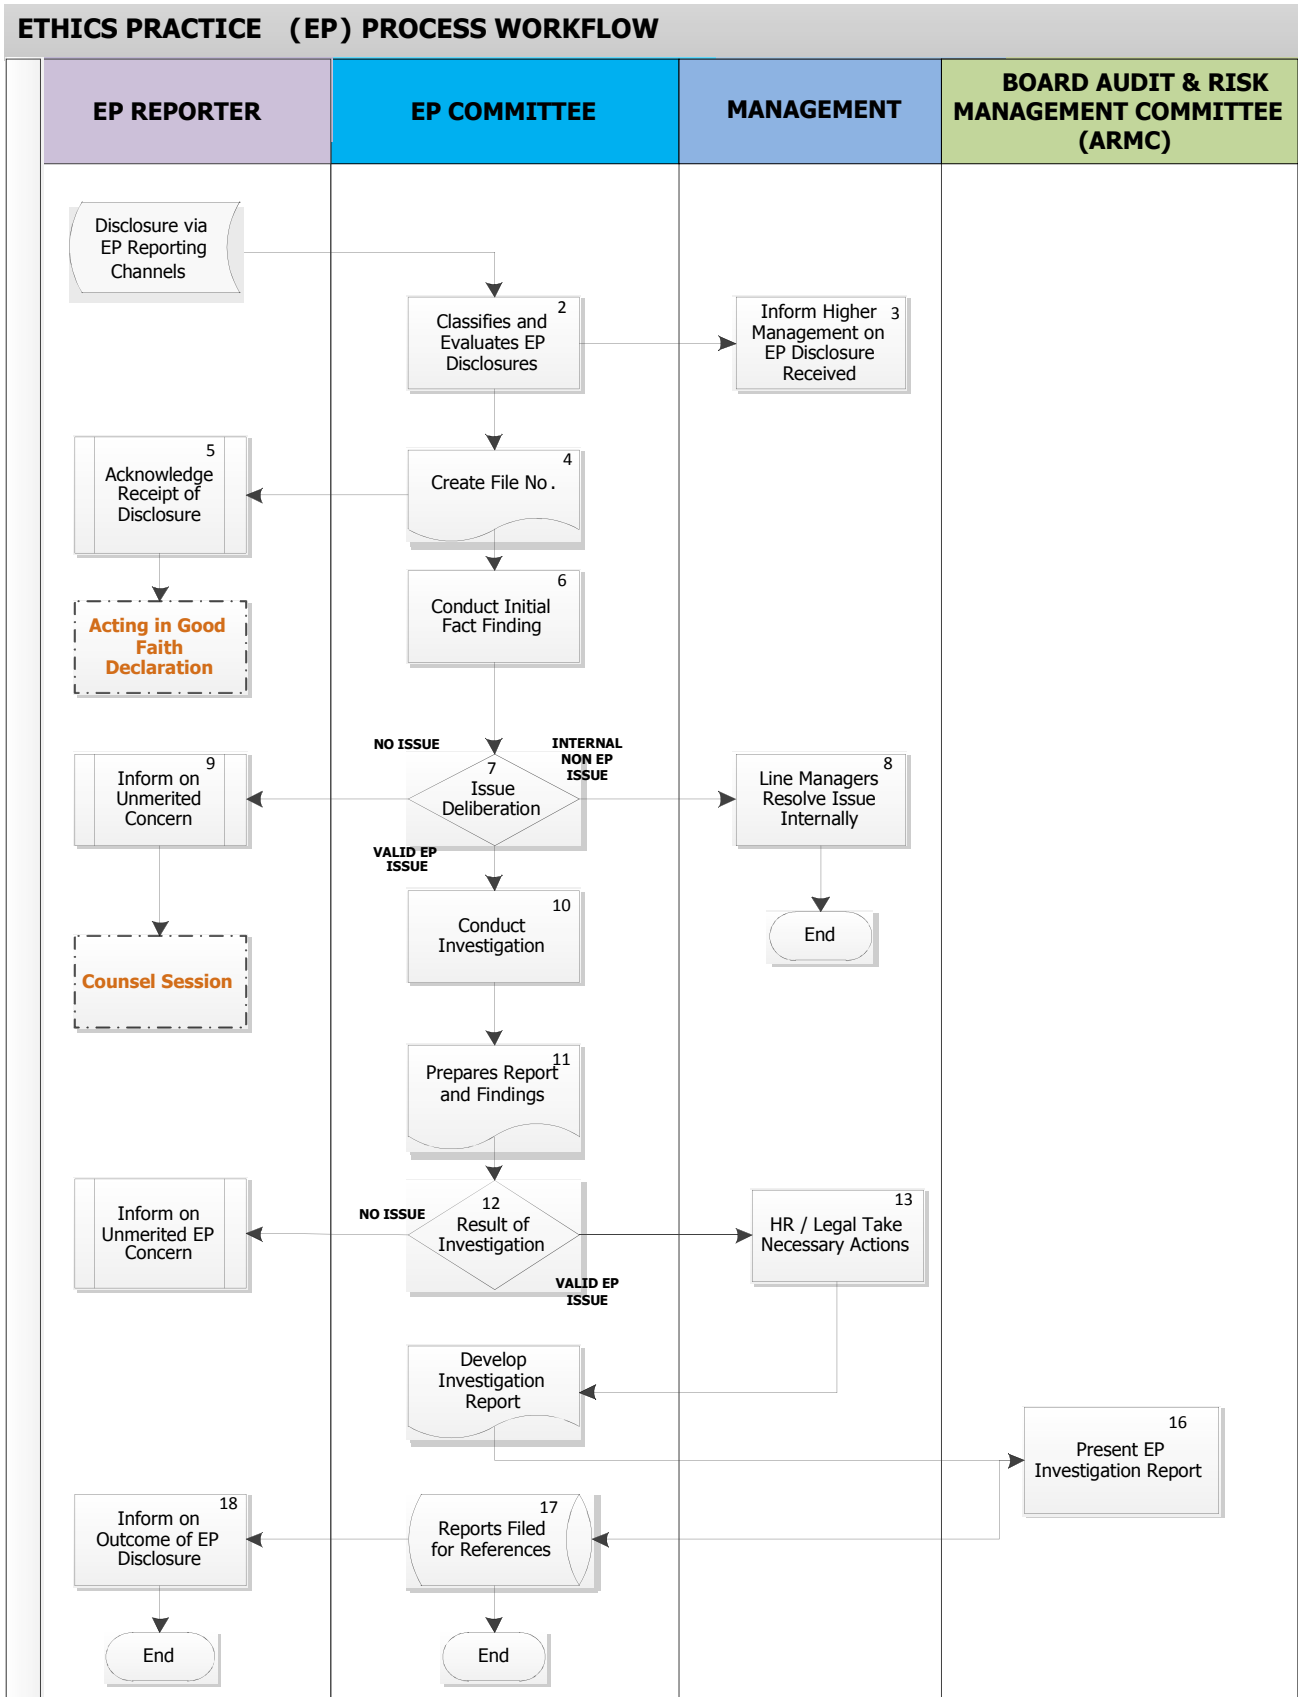 ETHICS PRACTICE (EP) PROCESS WORKFLOW
EP REPORTER
EP COMMITTEE
MANAGEMENT
BOARD AUDIT & RISK
MANAGEMENT COMMITTEE
(ARMC)
Disclosure via
EP Reporting
Channels
2
Classifies and
Evaluates EP
Disclosures
3
Inform Higher
Management on
EP Disclosure
Received
5
Acknowledge
Receipt of
Disclosure
4
Create File No.
6
Conduct Initial
Fact Finding
Acting in Good
Faith
Declaration
NO ISSUE
INTERNAL
NON EP
ISSUE
9
Inform on
Unmerited
Concern
7
Issue
Deliberation
8
Line Managers
Resolve Issue
Internally
VALID EP
ISSUE
10
Conduct
Investigation
End
Counsel Session
11
Prepares Report
and Findings
Inform on
Unmerited EP
Concern
NO ISSUE
12
Result of
Investigation
VALID EP
ISSUE
13
HR / Legal Take
Necessary Actions
Develop
Investigation
Report
16
Present EP
Investigation Report
18
Inform on
Outcome of EP
Disclosure
17
Reports Filed
for References
End
End